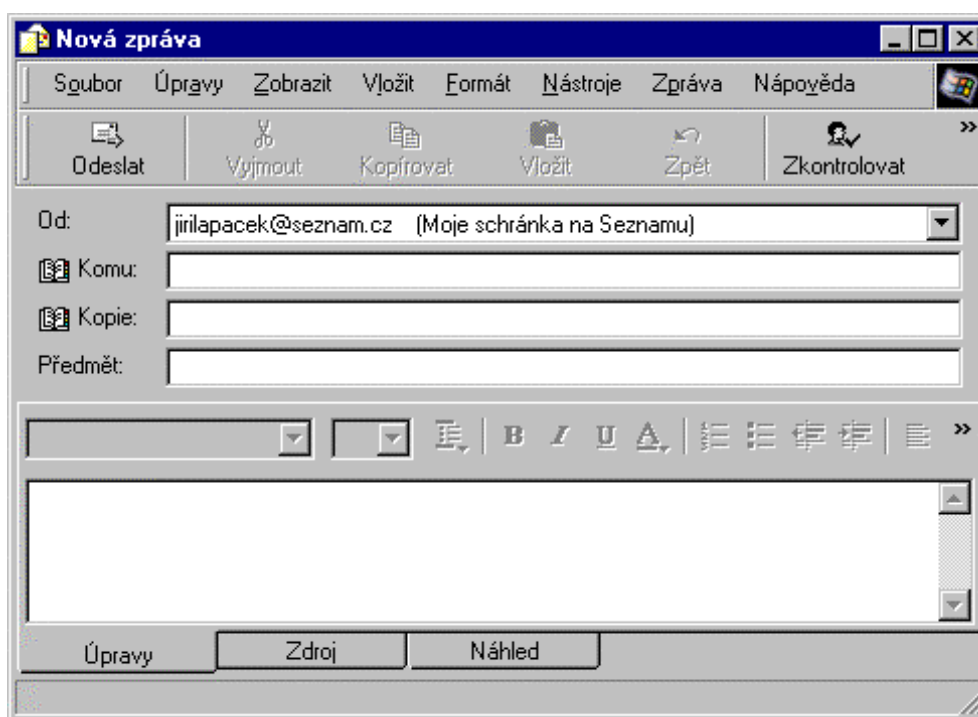 Nová zpráva
Soubor Úpravy Zobrazit Vložit Formát Nástroje Zpráva Nápověda
Odeslat Vyjmout Kopírovat Vložit Zpět Zkontrolovat »
Od: jirilapacek@seznam.cz (Moje schránka na Seznamu)
Komu:
Kopie:
Předmět:
B I U A »
Úpravy Zdroj Náhled